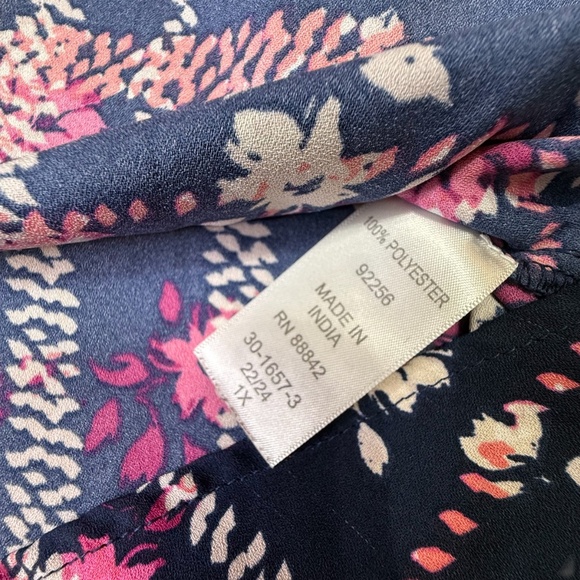 100% POLYESTER
92256
MADE IN
INDIA
RN 88842
30-1657-3
22/24
1X